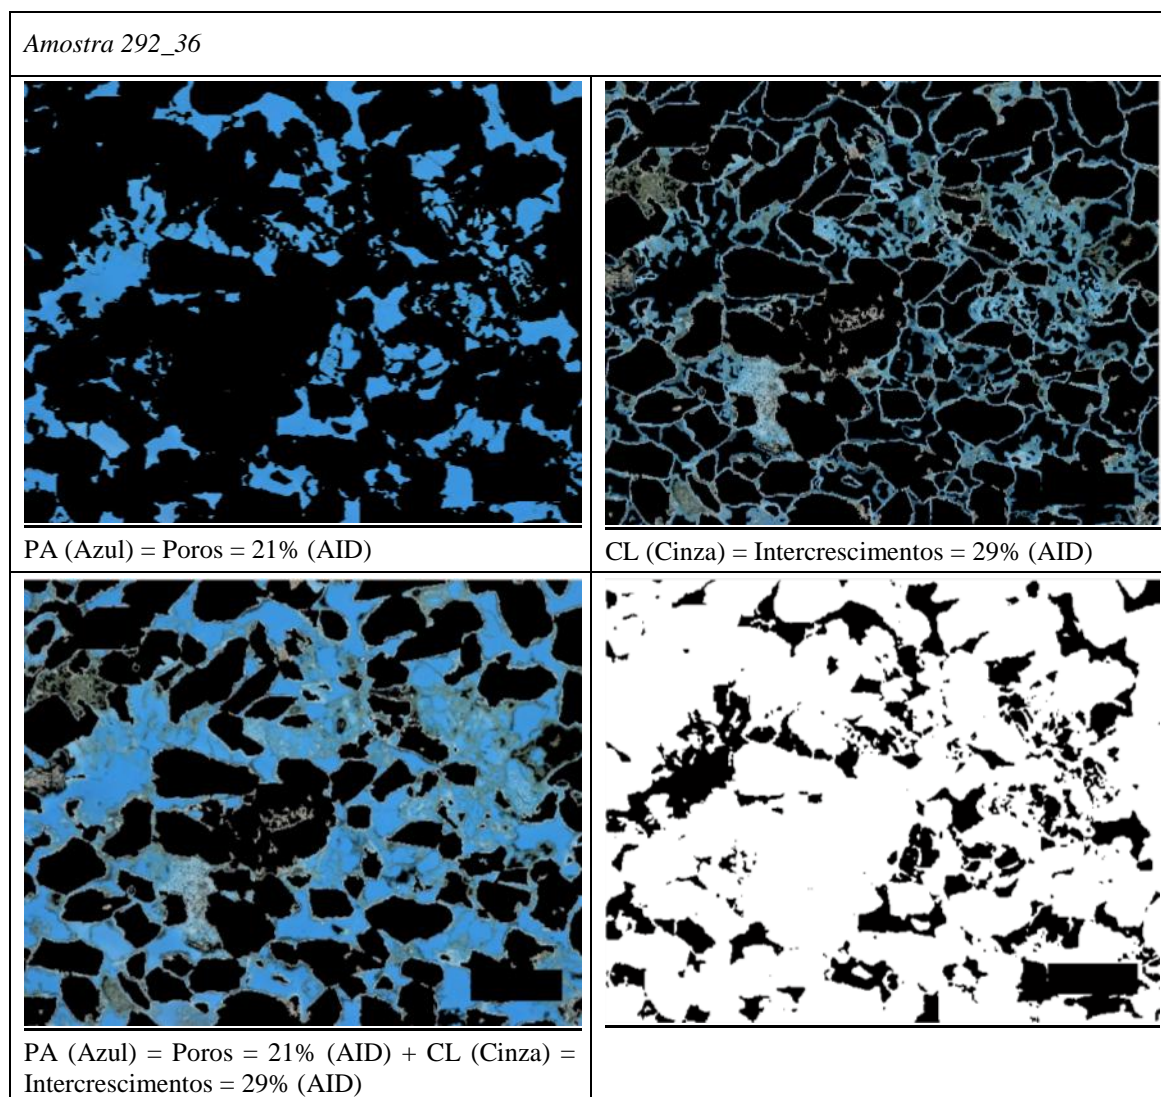 Amostra 292_36
PA (Azul) = Poros = 21% (AID)
CL (Cinza) = Intercrescimentos = 29% (AID)
PA (Azul) = Poros = 21% (AID) + CL (Cinza) =
Intercrescimentos = 29% (AID)